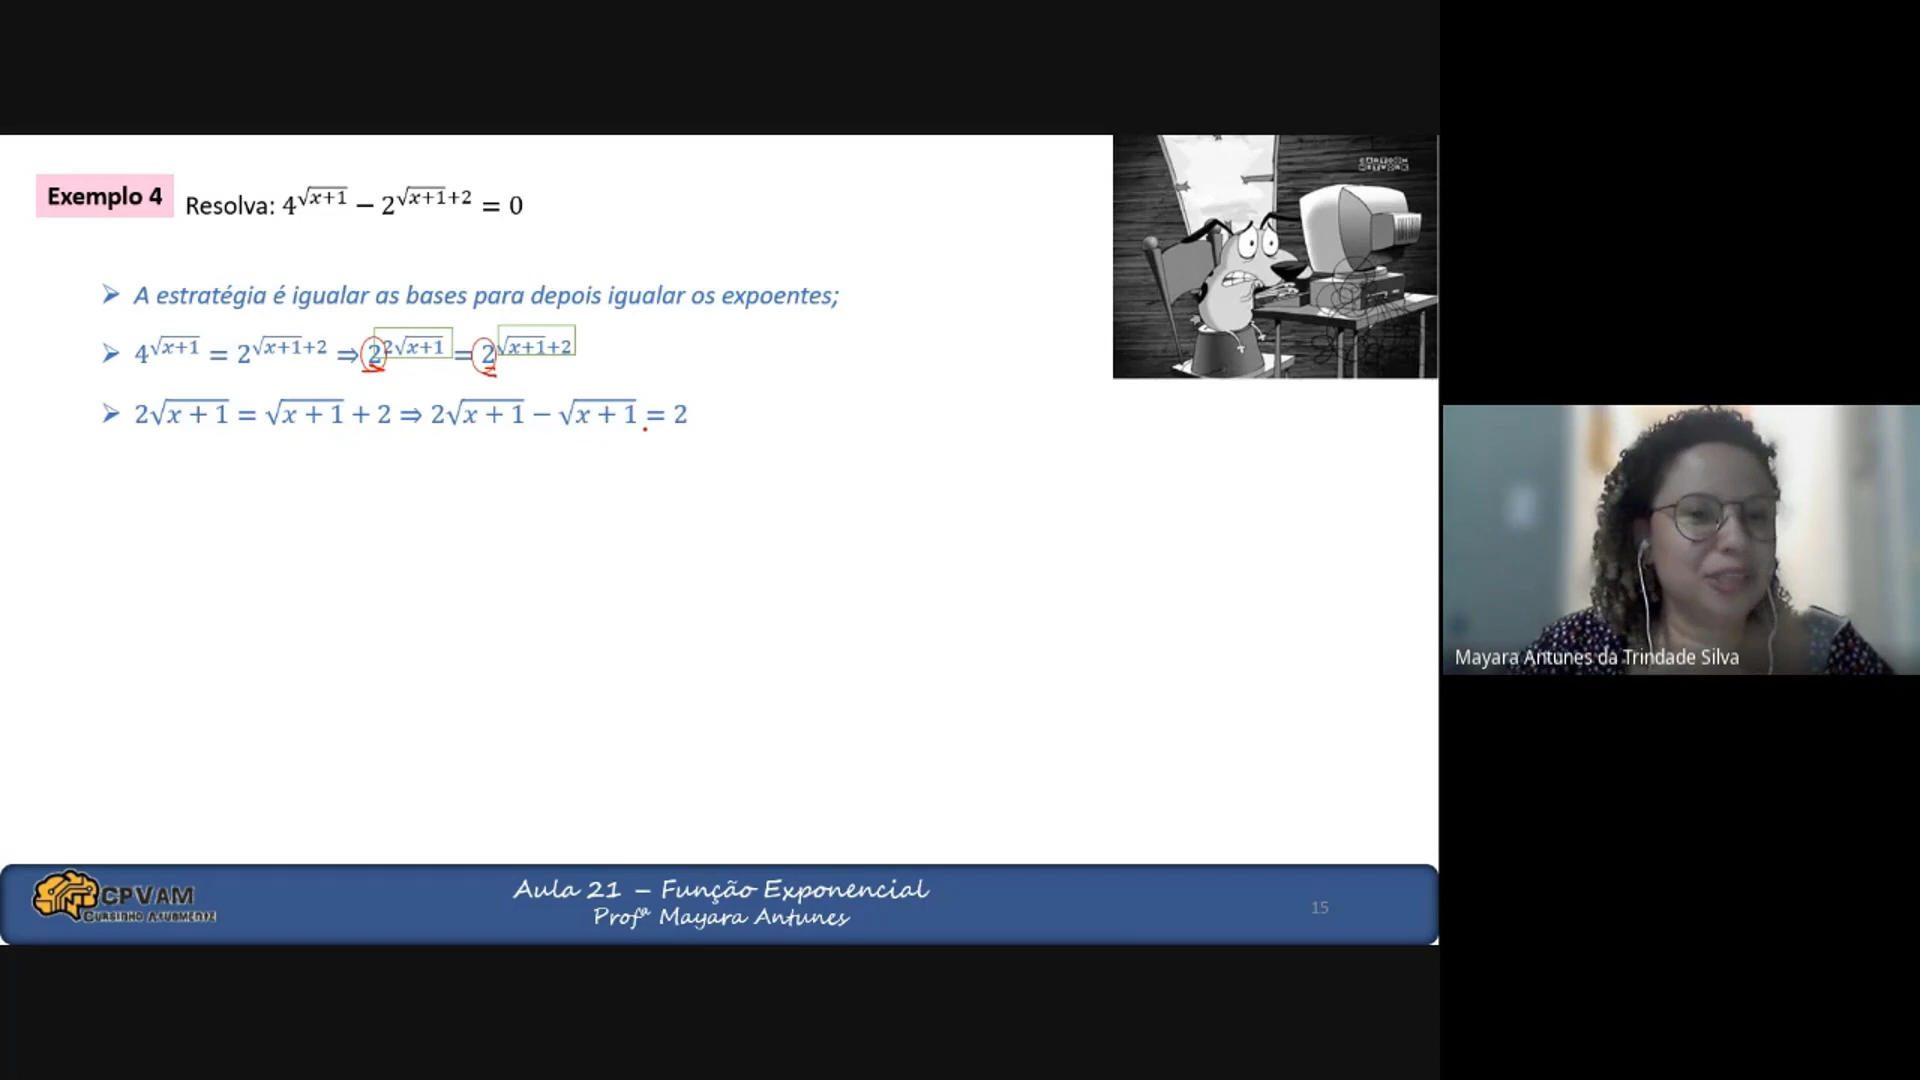 Exemplo 4 Resolva: 4^{√(x+1)} − 2^{√(x+1)+2} = 0
CARTOON NETWORK
➢ A estratégia é igualar as bases para depois igualar os expoentes;
➢ 4^{√(x+1)} = 2^{√(x+1)+2} ⇒ 2^{2√(x+1)} = 2^{√(x+1)+2}
➢ 2√(x + 1) = √(x + 1) + 2 ⇒ 2√(x + 1) − √(x + 1) = 2
Mayara Antunes da Trindade Silva
CPVAM
Aula 21 – Função Exponencial
Profª Mayara Antunes
15